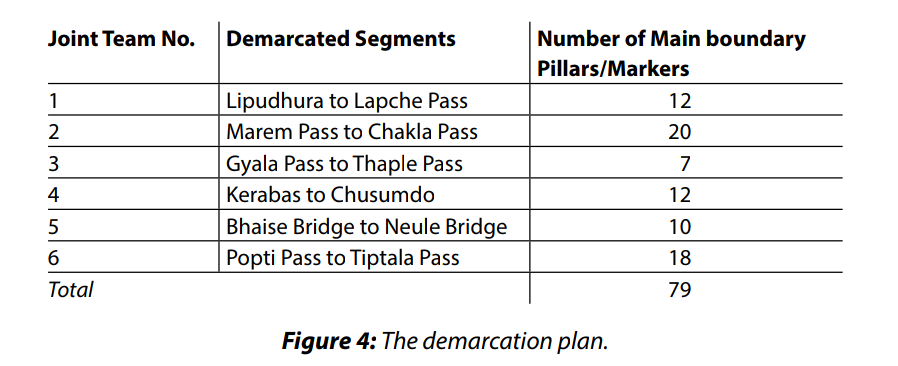 Joint Team No. Demarcated Segments Number of Main boundary
Pillars/Markers
1 Lipudhura to Lapche Pass 12
2 Marem Pass to Chakla Pass 20
3 Gyala Pass to Thaple Pass 7
4 Kerabas to Chusumdo 12
5 Bhaise Bridge to Neule Bridge 10
6 Popti Pass to Tiptala Pass 18
Total 79
Figure 4: The demarcation plan.